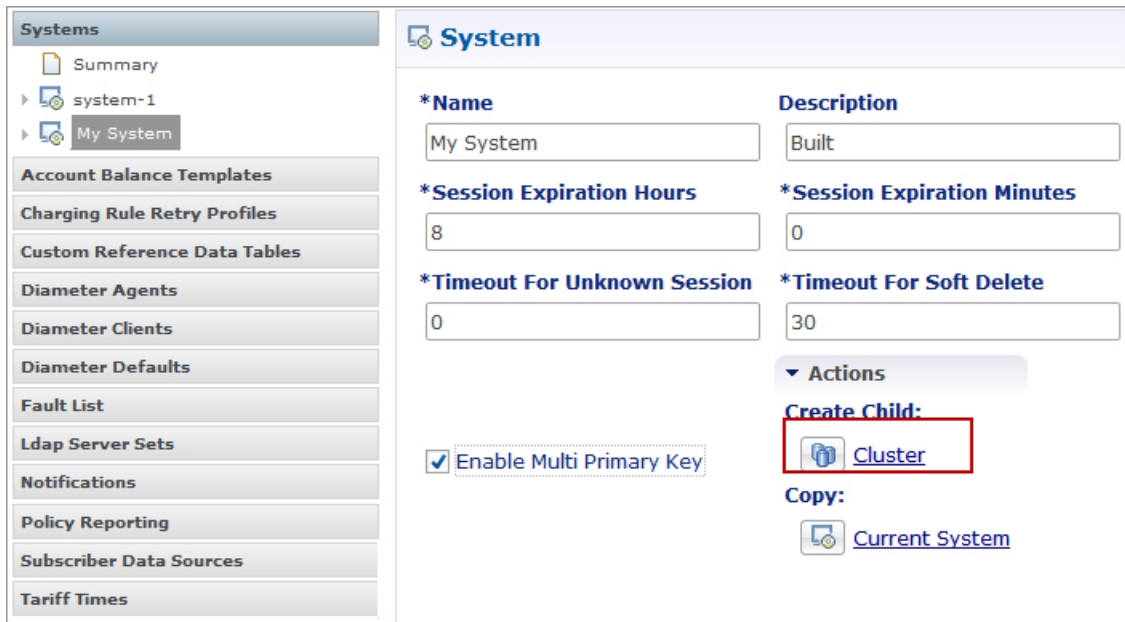 Systems
Summary
system-1
My System
Account Balance Templates
Charging Rule Retry Profiles
Custom Reference Data Tables
Diameter Agents
Diameter Clients
Diameter Defaults
Fault List
Ldap Server Sets
Notifications
Policy Reporting
Subscriber Data Sources
Tariff Times
System
*Name
Description
My System
Built
*Session Expiration Hours
*Session Expiration Minutes
8
0
*Timeout For Unknown Session
*Timeout For Soft Delete
0
30
Actions
Create Child:
Enable Multi Primary Key
Cluster
Copy:
Current System